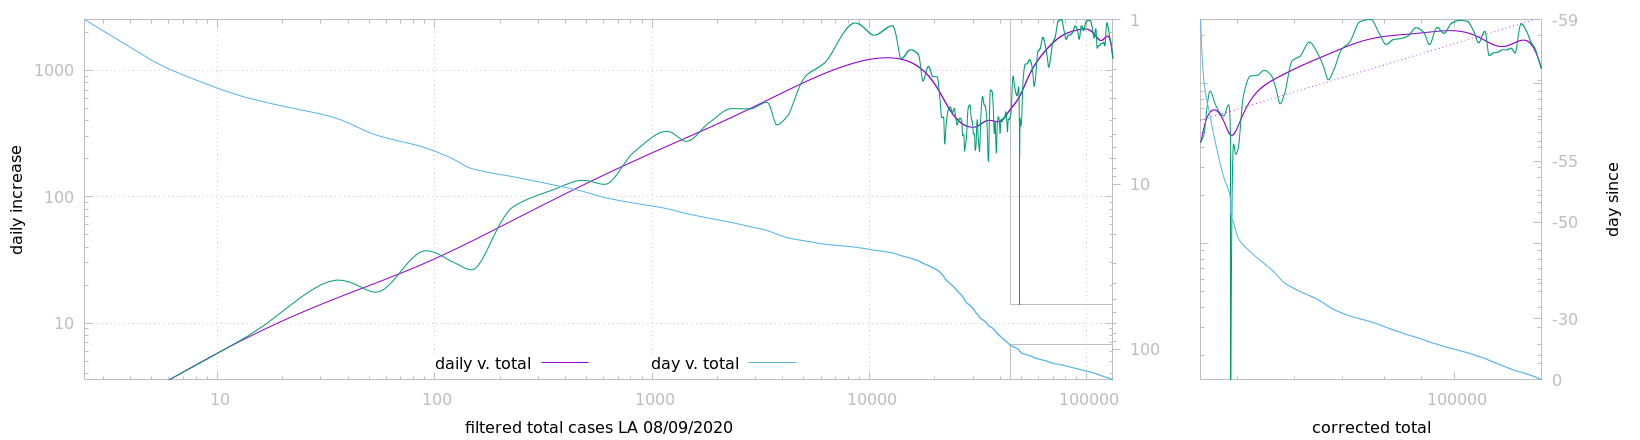 daily increase
1000
100
10
daily v. total
day v. total
10
100
1000
10000
100000
filtered total cases LA 08/09/2020
1
10
100
-59
-55
-50
-30
0
day since
100000
corrected total